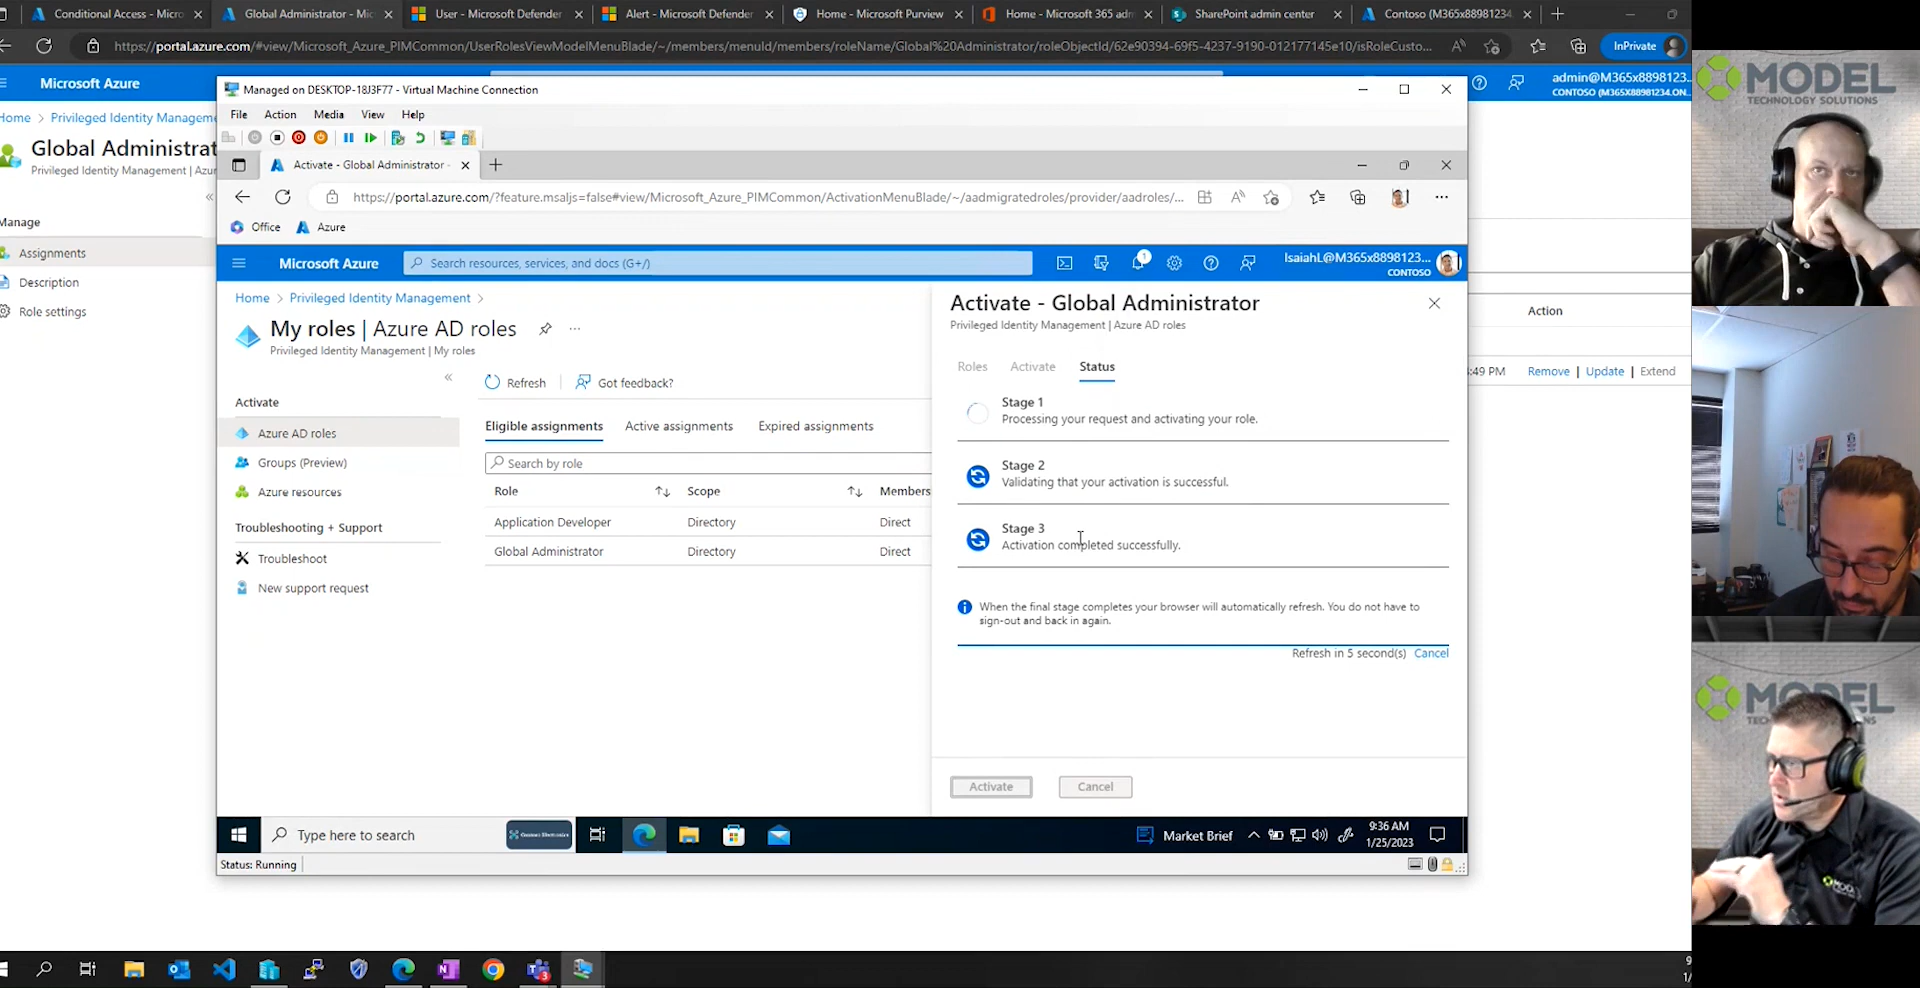 Conditional Access - Micro
Global Administrator - Mic
User - Microsoft Defender
Alert - Microsoft Defender
Home - Microsoft Purview
Home - Microsoft 365 adm
SharePoint admin center
Contoso (M365x88981234
https://portal.azure.com/#view/Microsoft_Azure_PIMCommon/UserRolesViewModelMenuBlade/~/members/menuId/members/roleName/Global%20Administrator/roleObjectId/62e90394-69f5-4237-9190-012177145e10/isRoleCusto...
InPrivate
Microsoft Azure
admin@M365x8898123...
CONTOSO (M365X88981234.ON...
Home > Privileged Identity Manageme
Global Administrat
Privileged Identity Management | Azur
Manage
Assignments
Description
Role settings
Action
:49 PM
Remove | Update | Extend
Managed on DESKTOP-18J3F77 - Virtual Machine Connection
File Action Media View Help
Activate - Global Administrator -
https://portal.azure.com/?feature.msaljs=false#view/Microsoft_Azure_PIMCommon/ActivationMenuBlade/~/aadmigratedroles/provider/aadroles/...
Office
Azure
Microsoft Azure
Search resources, services, and docs (G+/)
1
IsaiahL@M365x8898123...
CONTOSO
Home > Privileged Identity Management >
My roles | Azure AD roles
Privileged Identity Management | My roles
Activate
Azure AD roles
Groups (Preview)
Azure resources
Troubleshooting + Support
Troubleshoot
New support request
Refresh
Got feedback?
Eligible assignments Active assignments Expired assignments
Search by role
Role Scope Members
Application Developer Directory Direct
Global Administrator Directory Direct
Activate - Global Administrator
Privileged Identity Management | Azure AD roles
Roles Activate Status
Stage 1
Processing your request and activating your role.
Stage 2
Validating that your activation is successful.
Stage 3
Activation completed successfully.
When the final stage completes your browser will automatically refresh. You do not have to
sign-out and back in again.
Refresh in 5 second(s) Cancel
Activate
Cancel
Type here to search
Market Brief
9:36 AM
1/25/2023
Status: Running
MODEL
TECHNOLOGY SOLUTIONS
MODEL
MODEL